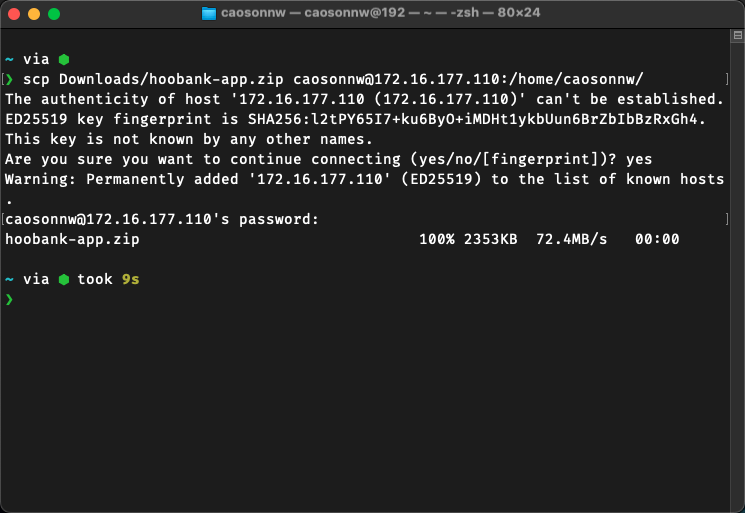 caosonnw — caosonnw@192 — ~ — -zsh — 80×24
~ via ⬢
[❯ scp Downloads/hoobank-app.zip caosonnw@172.16.177.110:/home/caosonnw/ ]
The authenticity of host '172.16.177.110 (172.16.177.110)' can't be established.
ED25519 key fingerprint is SHA256:l2tPY65I7+ku6ByO+iMDHt1ykbUun6BrZbIbBzRxGh4.
This key is not known by any other names.
Are you sure you want to continue connecting (yes/no/[fingerprint])? yes
Warning: Permanently added '172.16.177.110' (ED25519) to the list of known hosts
.
[caosonnw@172.16.177.110's password: ]
hoobank-app.zip 100% 2353KB 72.4MB/s 00:00
~ via ⬢ took 9s
❯